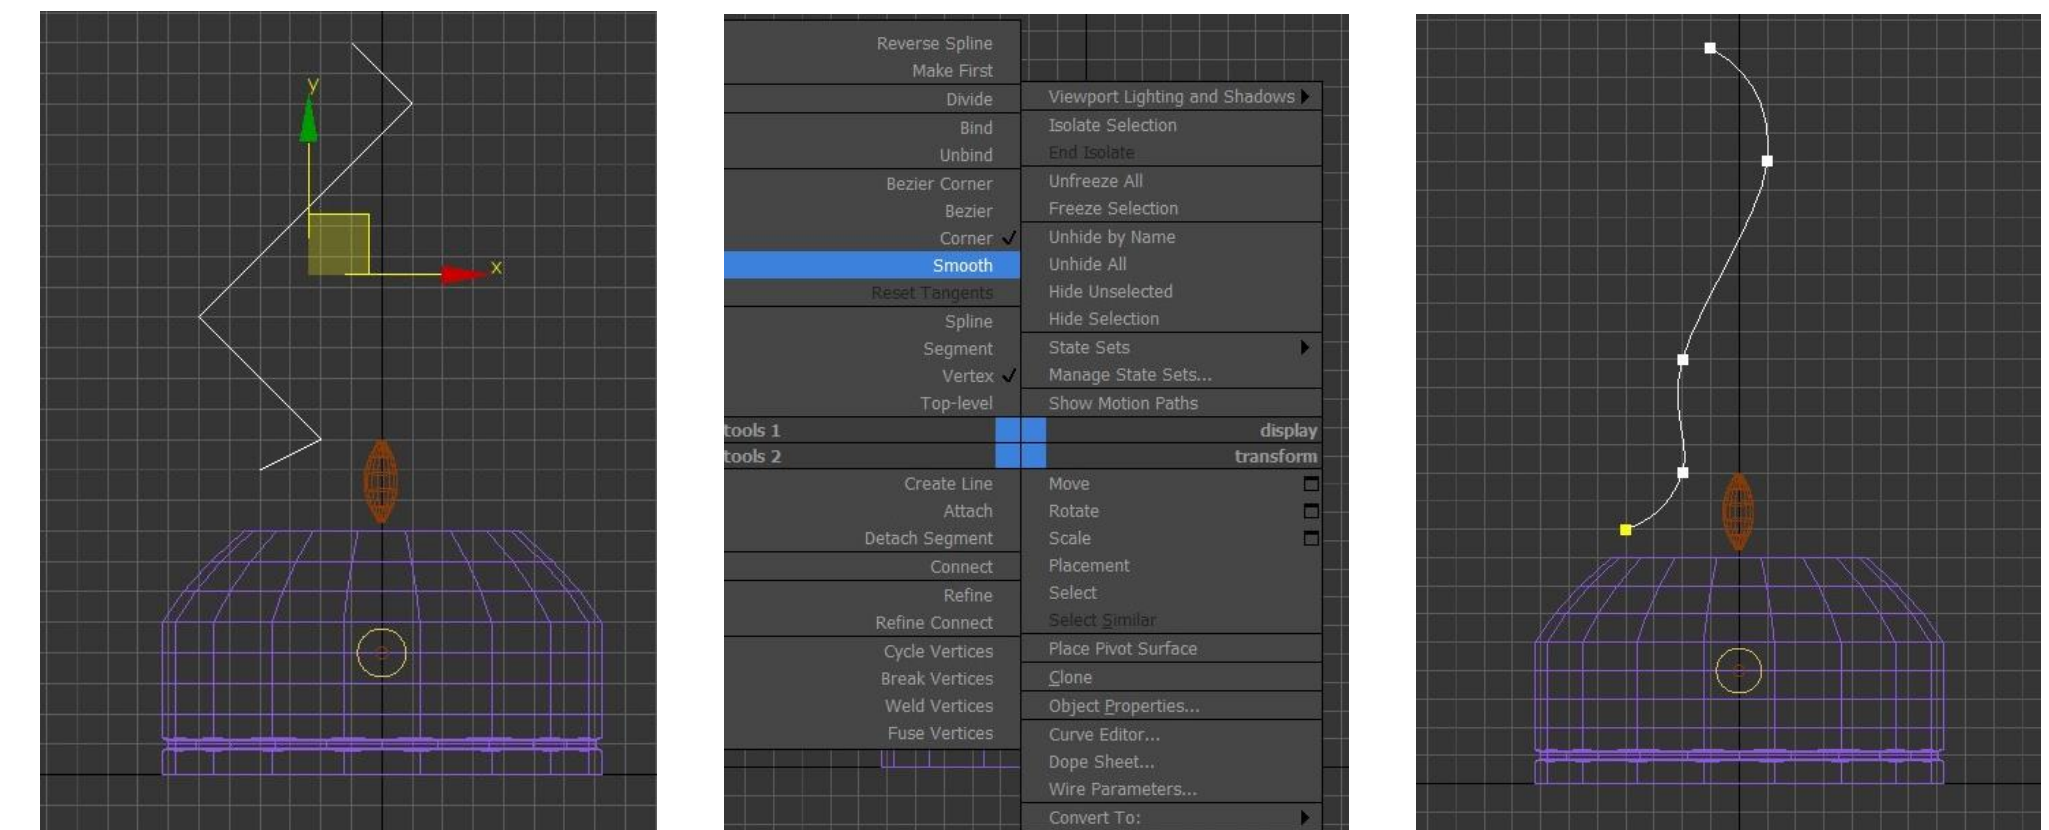 y
x
Reverse Spline
Make First
Divide
Bind
Unbind
Bezier Corner
Bezier
Corner
Smooth
Reset Tangents
Spline
Segment
Vertex
Top-level
tools 1
tools 2
Create Line
Attach
Detach Segment
Connect
Refine
Refine Connect
Cycle Vertices
Break Vertices
Weld Vertices
Fuse Vertices
Viewport Lighting and Shadows
Isolate Selection
End Isolate
Unfreeze All
Freeze Selection
Unhide by Name
Unhide All
Hide Unselected
Hide Selection
State Sets
Manage State Sets...
Show Motion Paths
display
transform
Move
Rotate
Scale
Placement
Select
Select Similar
Place Pivot Surface
Clone
Object Properties...
Curve Editor...
Dope Sheet...
Wire Parameters...
Convert To: